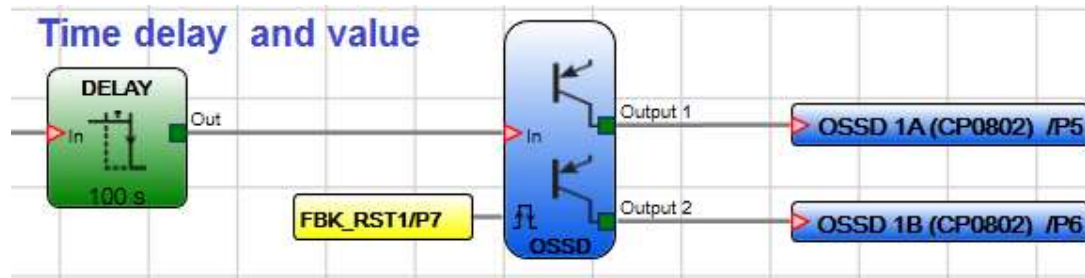 Time delay and value
DELAY
In
Out
100 s
FBK_RST1/P7
In
OSSD
Output 1
Output 2
OSSD 1A (CP0802) /P5
OSSD 1B (CP0802) /P6